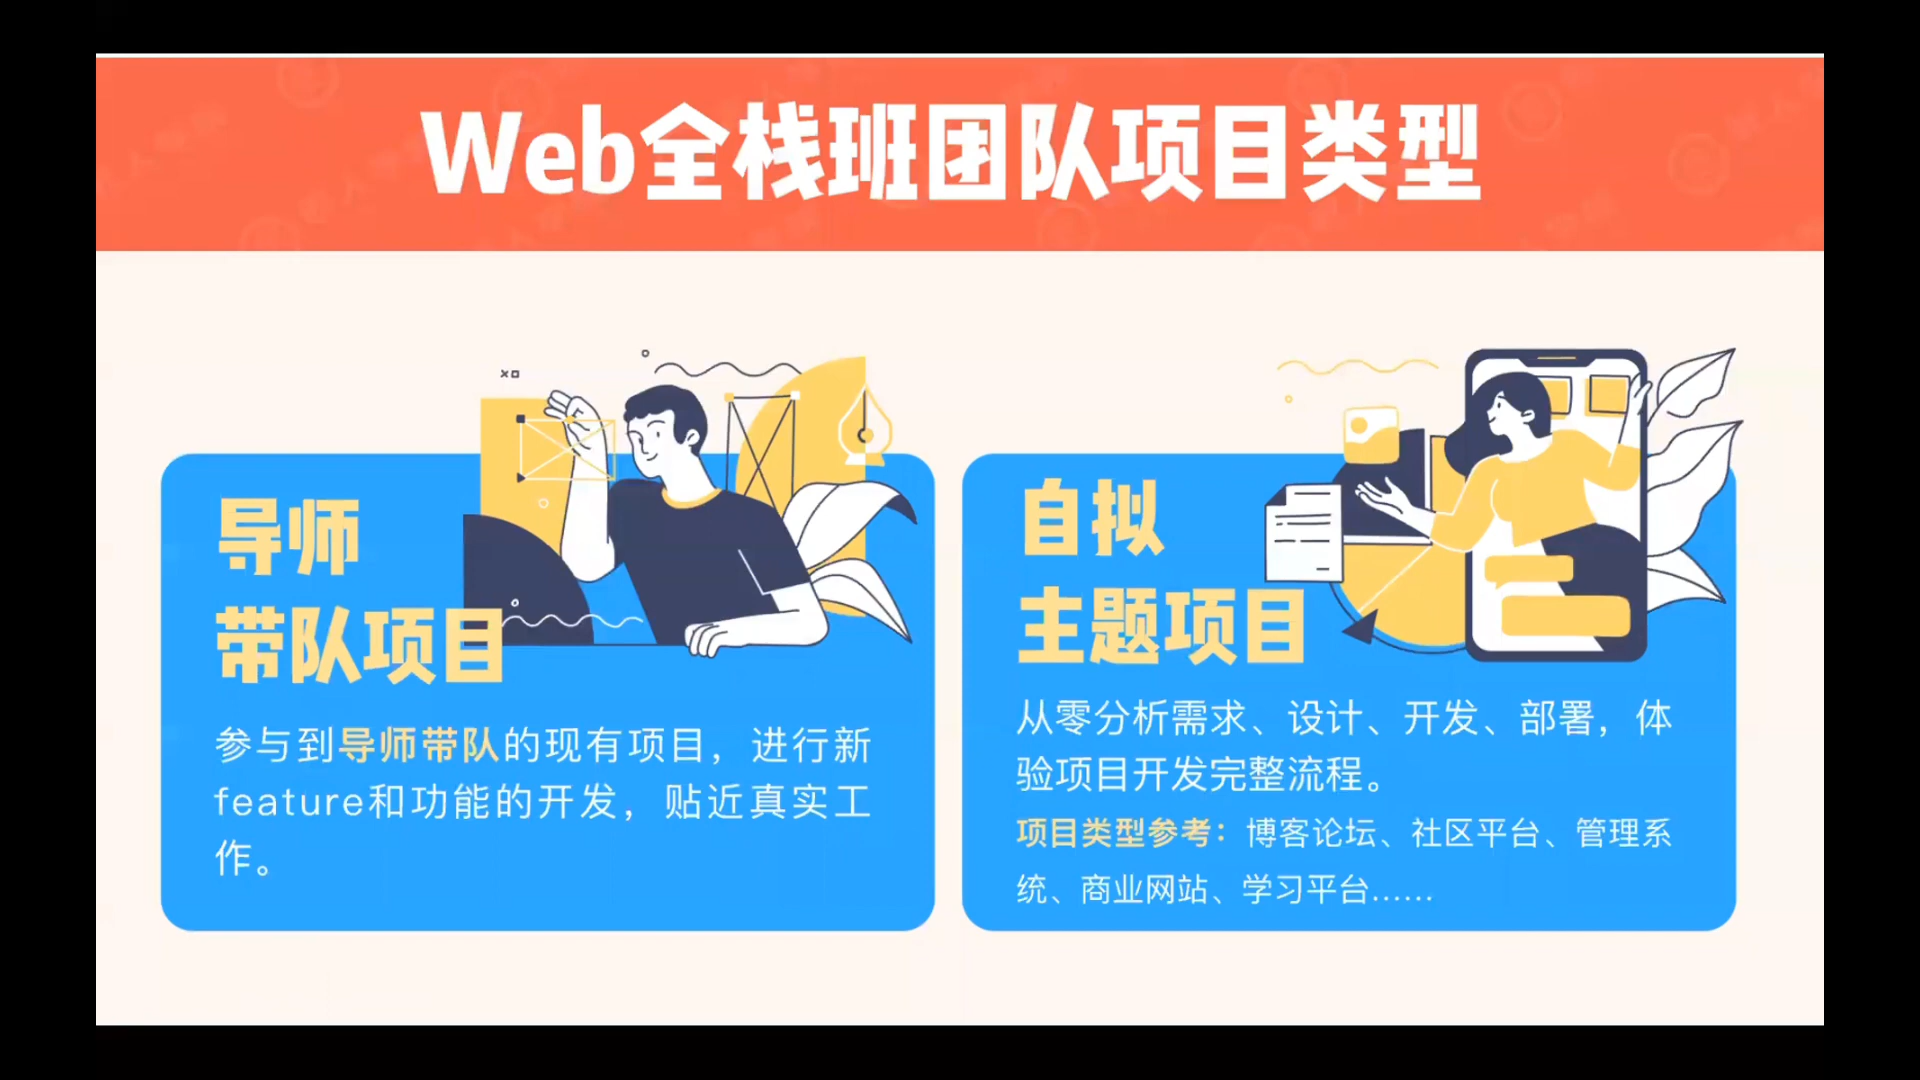 Web全栈班团队项目类型
导师
带队项目
参与到导师带队的现有项目，进行新
feature和功能的开发，贴近真实工
作。
自拟
主题项目
从零分析需求、设计、开发、部署，体
验项目开发完整流程。
项目类型参考：博客论坛、社区平台、管理系
统、商业网站、学习平台......